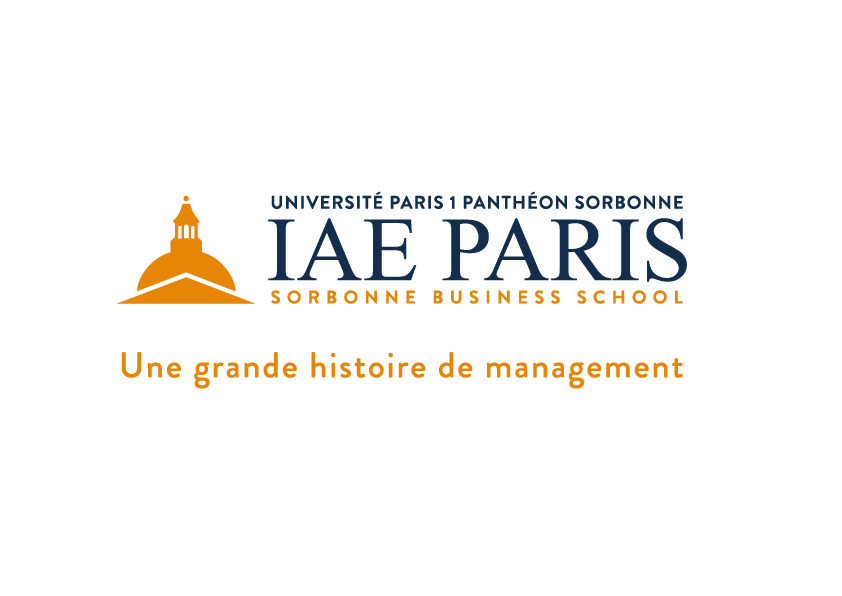 UNIVERSITÉ PARIS 1 PANTHÉON SORBONNE
IAE PARIS
SORBONNE BUSINESS SCHOOL
Une grande histoire de management